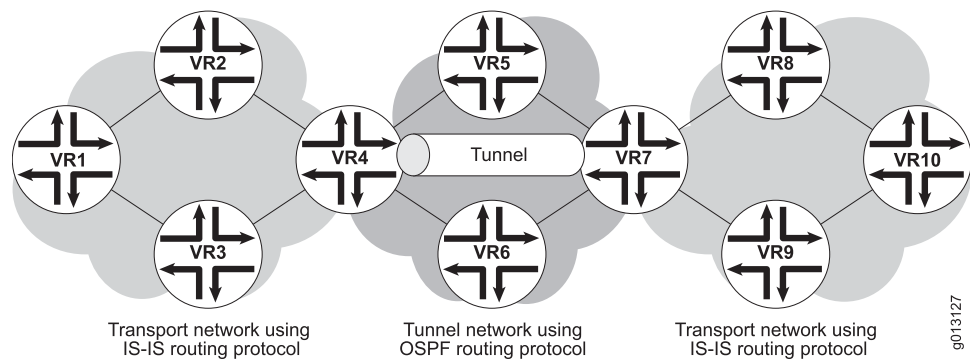 VR2
VR5
VR8
VR1
VR4
Tunnel
VR7
VR10
VR3
VR6
VR9
Transport network using
IS-IS routing protocol
Tunnel network using
OSPF routing protocol
Transport network using
IS-IS routing protocol
g013127